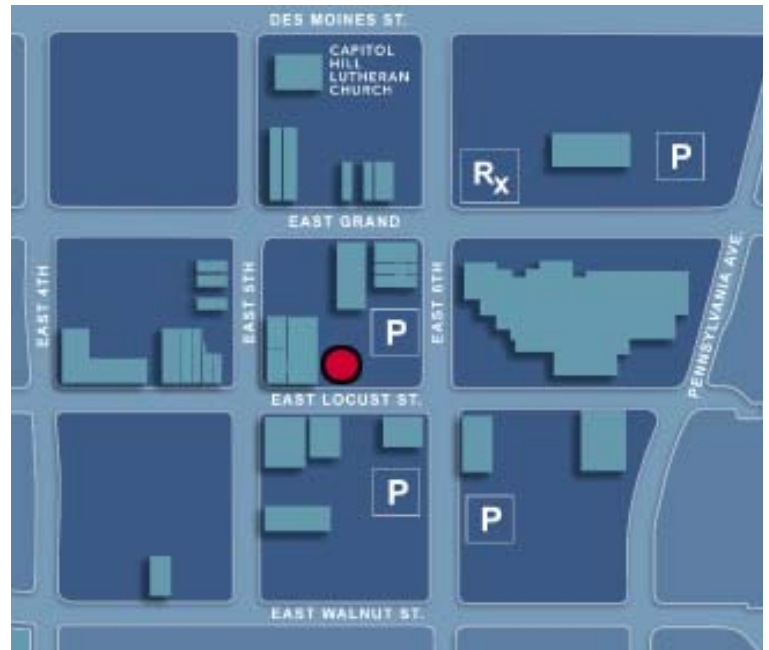 DES MOINES ST.
CAPITOL
HILL
LUTHERAN
CHURCH
Rx
P
EAST GRAND
EAST 4TH
EAST 5TH
EAST 6TH
PENNSYLVANIA AVE.
P
EAST LOCUST ST.
P
P
EAST WALNUT ST.